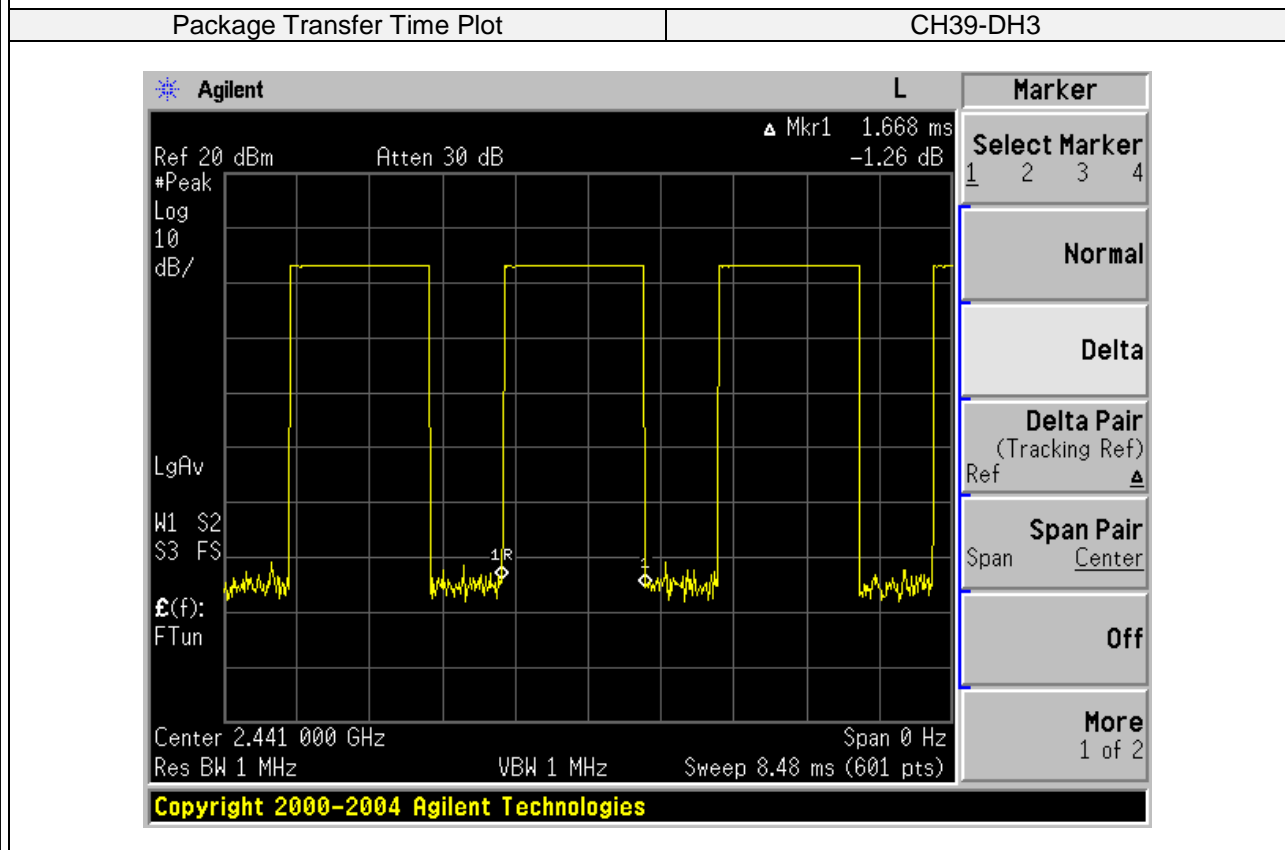 Package Transfer Time Plot CH39-DH3
Agilent L Marker
Δ Mkr1 1.668 ms
Ref 20 dBm Atten 30 dB -1.26 dB
#Peak
Log
10
dB/
LgAv
W1 S2
S3 FS
£(f):
FTun
1R
1
Center 2.441 000 GHz Span 0 Hz
Res BW 1 MHz VBW 1 MHz Sweep 8.48 ms (601 pts)
Copyright 2000-2004 Agilent Technologies
Select Marker
1 2 3 4
Normal
Delta
Delta Pair
(Tracking Ref)
Ref Δ
Span Pair
Span Center
Off
More
1 of 2